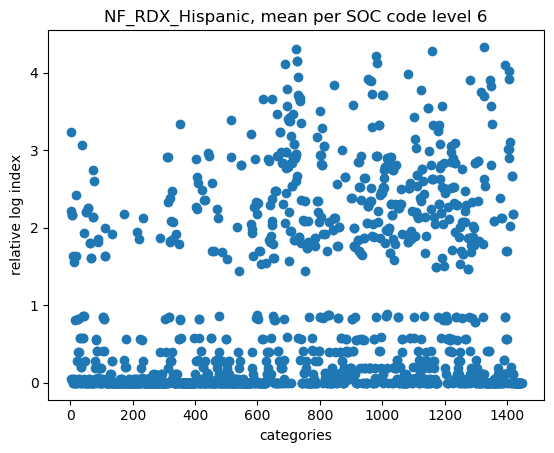 NF_RDX_Hispanic, mean per SOC code level 6
relative log index
4
3
2
1
0
0 200 400 600 800 1000 1200 1400
categories